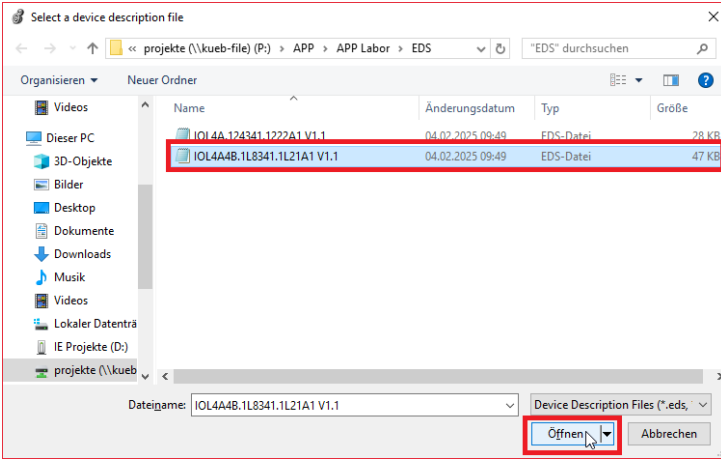 Select a device description file
« projekte (\\kueb-file) (P:) > APP > APP Labor > EDS
"EDS" durchsuchen
Organisieren Neuer Ordner
Name Änderungsdatum Typ Größe
IOL4A.124341.1222A1 V1.1 04.02.2025 09:49 EDS-Datei 28 KB
IOL4A4B.1L8341.1L21A1 V1.1 04.02.2025 09:49 EDS-Datei 47 KB
Videos
Dieser PC
3D-Objekte
Bilder
Desktop
Dokumente
Downloads
Musik
Videos
Lokaler Datenträ
IE Projekte (D:)
projekte (\\kueb
Dateiname: IOL4A4B.1L8341.1L21A1 V1.1 Device Description Files (*.eds,
Öffnen Abbrechen